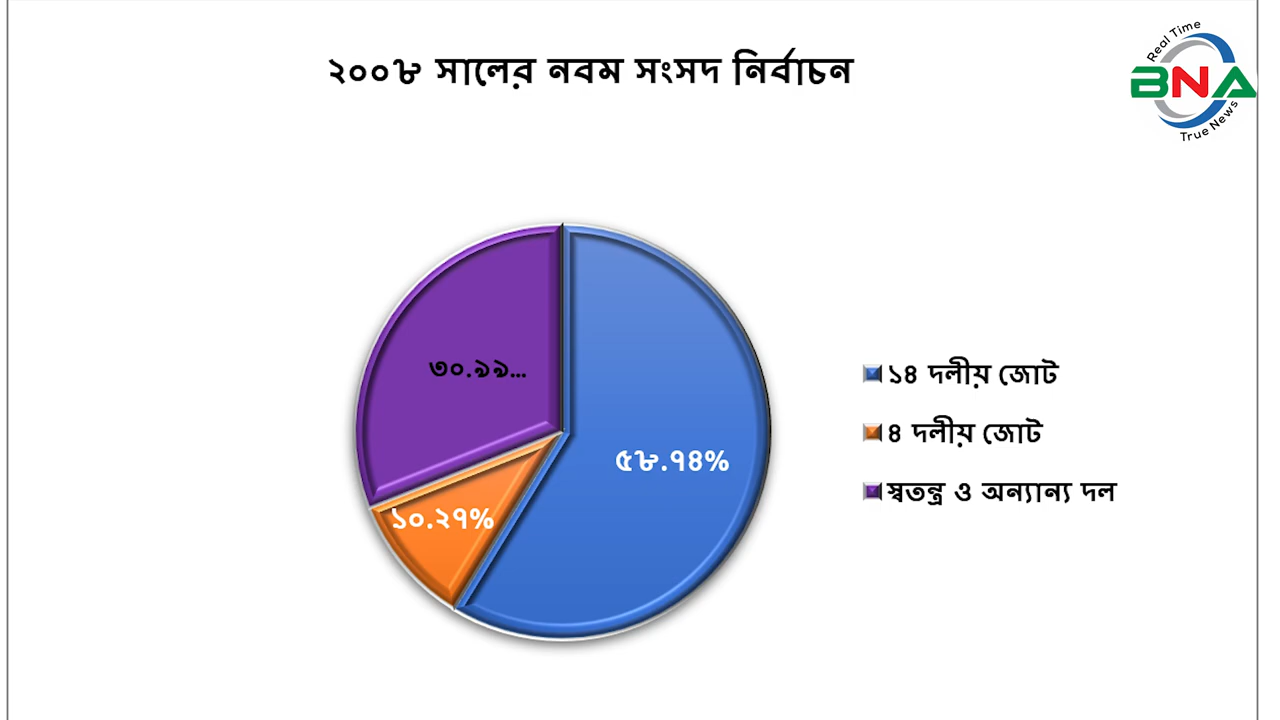 ২০০৮ সালের নবম সংসদ নির্বাচন
Real Time
BNA
True News
৩০.৯৯...
৫৮.৭৪%
১০.২৭%
১৪ দলীয় জোট
৪ দলীয় জোট
স্বতন্ত্র ও অন্যান্য দল